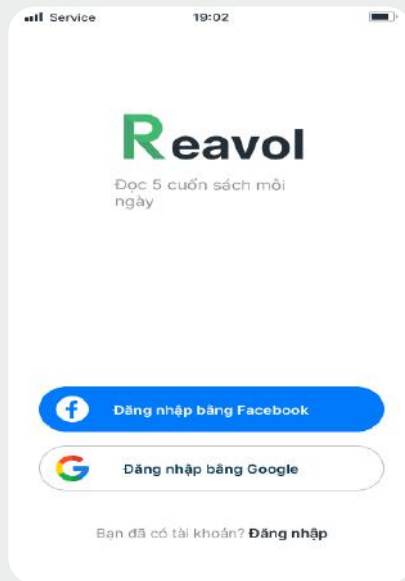 Service
19:02
Reavol
Đọc 5 cuốn sách mỗi
ngày
Đăng nhập bằng Facebook
Đăng nhập bằng Google
Bạn đã có tài khoản? Đăng nhập